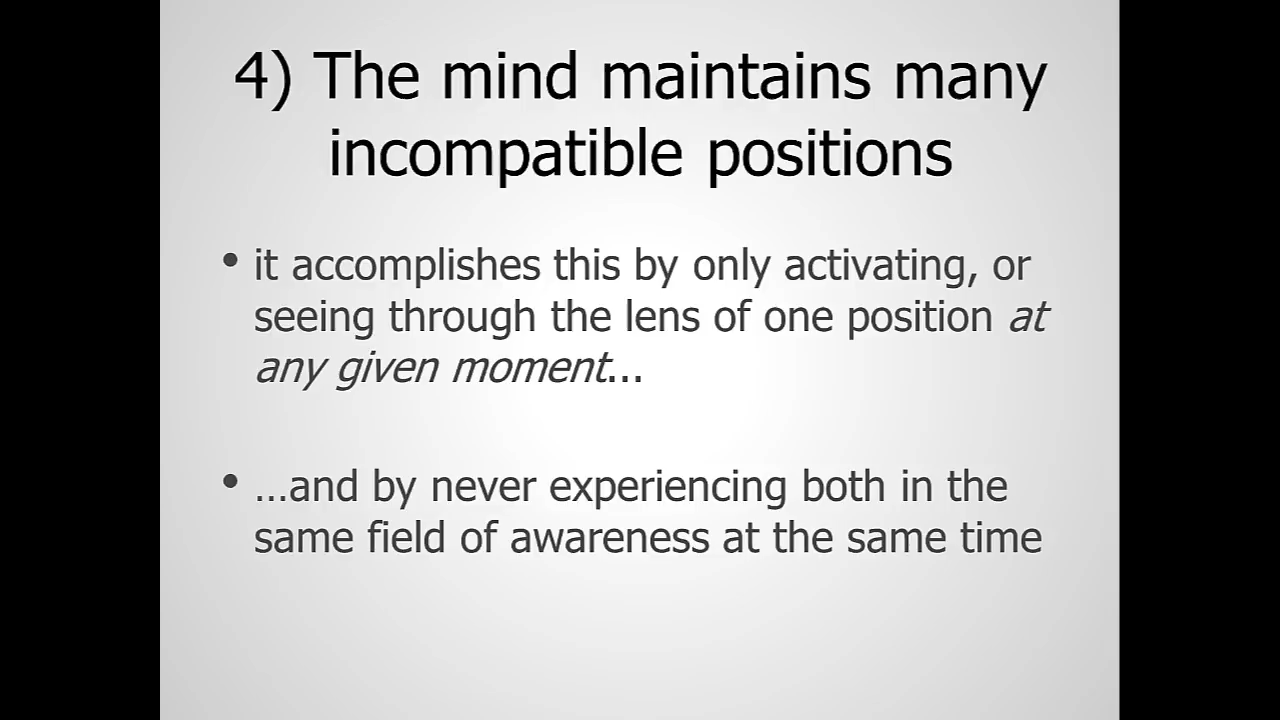 4) The mind maintains many
incompatible positions
• it accomplishes this by only activating, or
seeing through the lens of one position at
any given moment...
• ...and by never experiencing both in the
same field of awareness at the same time